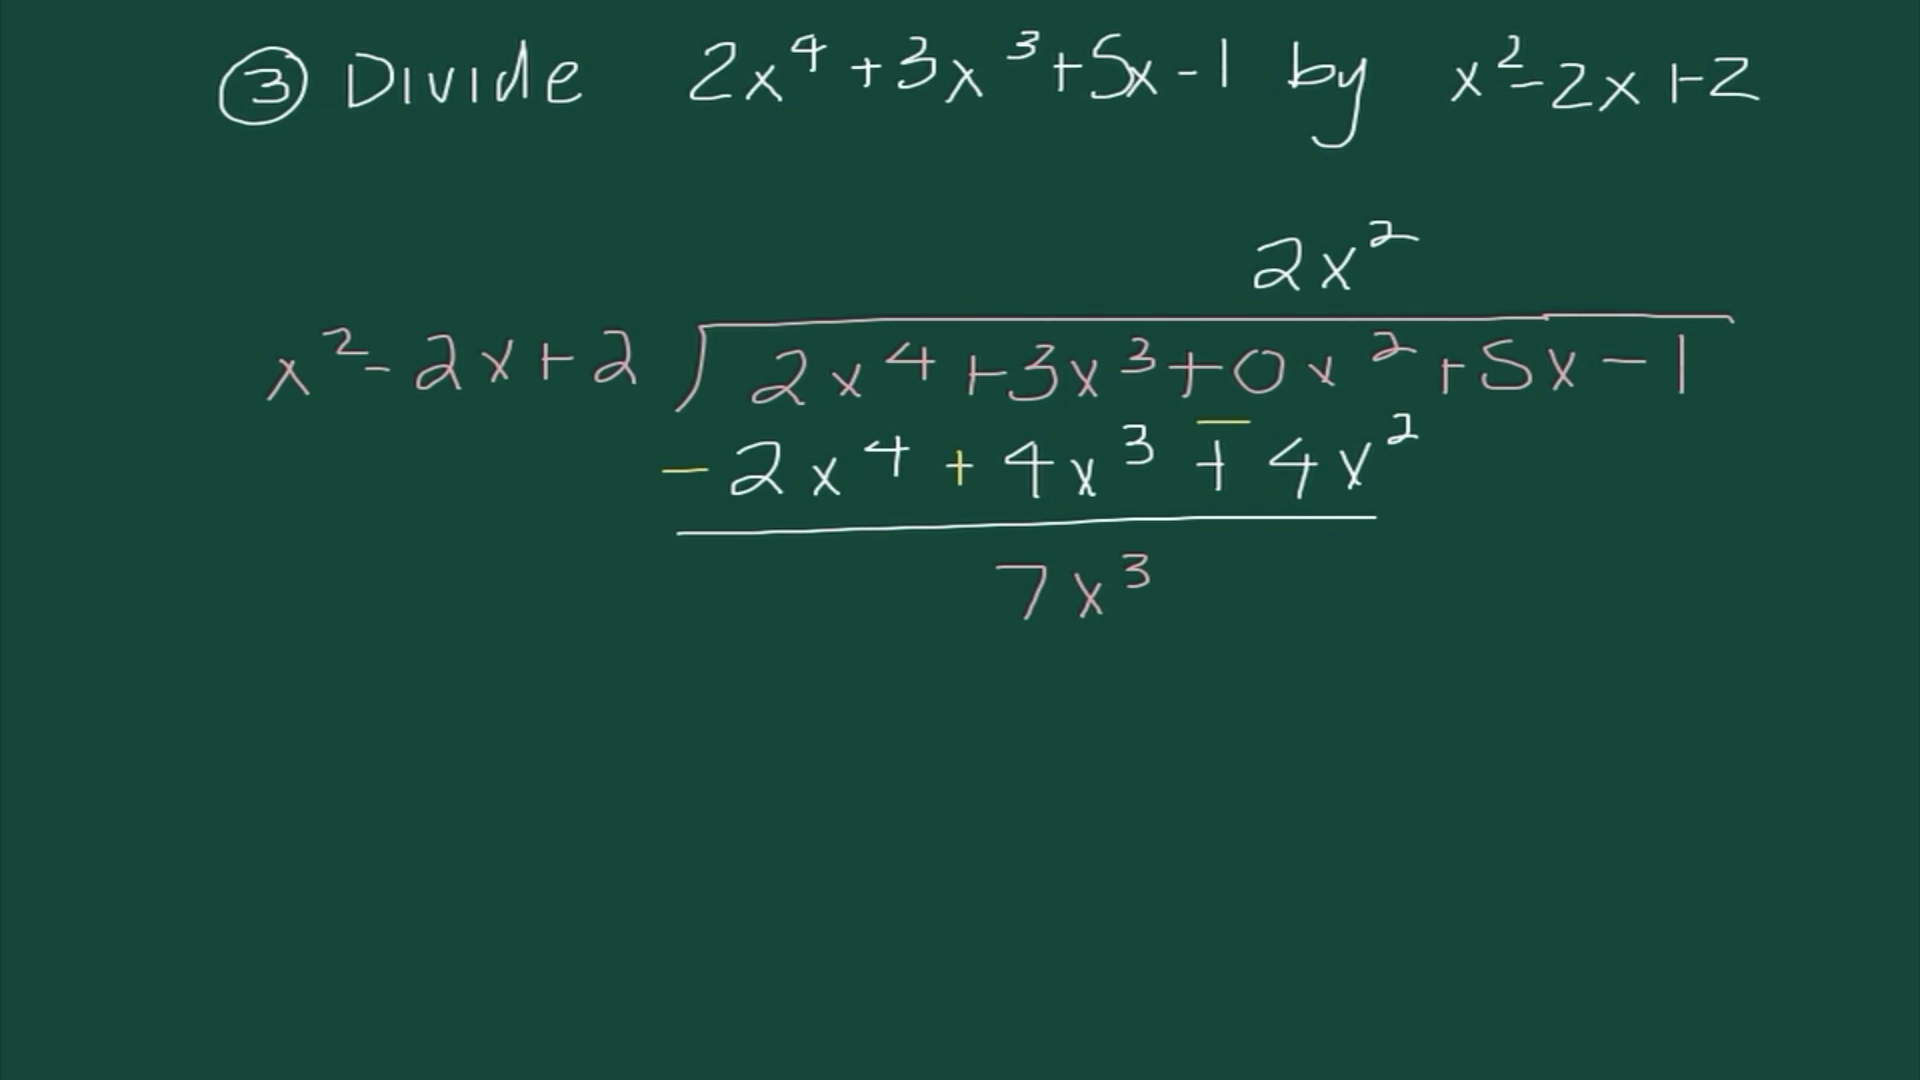 ③ Divide 2x⁴+3x³+5x-1 by x²-2x+2
2x²
x²-2x+2 ) 2x⁴+3x³+0x²+5x-1
-2x⁴+4x³∓4x²
7x³